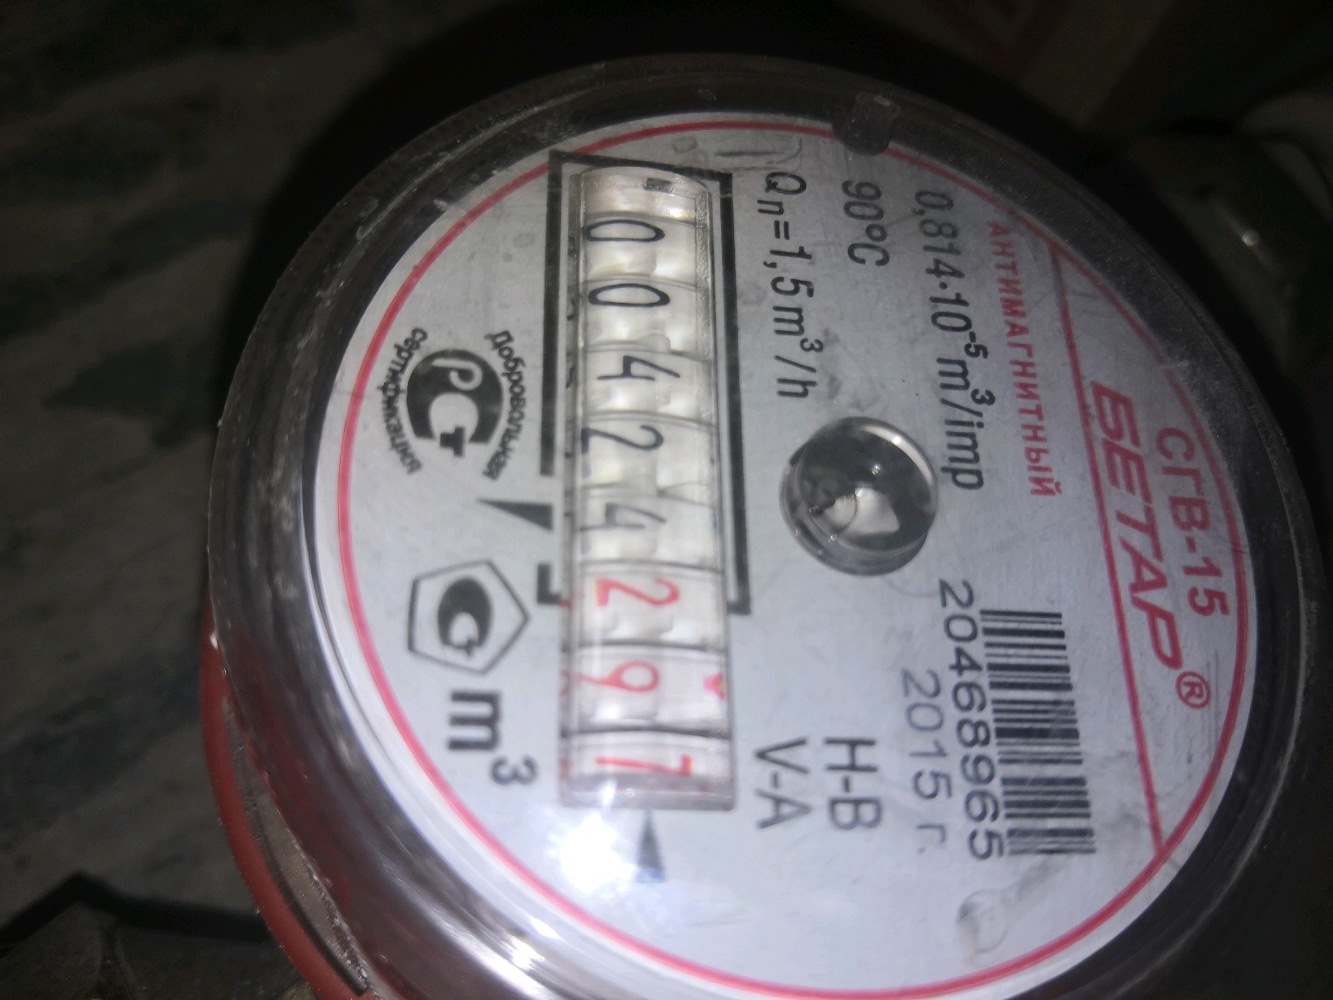 СГВ-15
БЕТАР®
АНТИМАГНИТНЫЙ
0,814·10⁻⁵ m³/imp
20468965
2015 г.
90°C
H-B
Qn=1,5 m³/h
V-A
00424297
m³
Добровольная
сертификация
РСТ